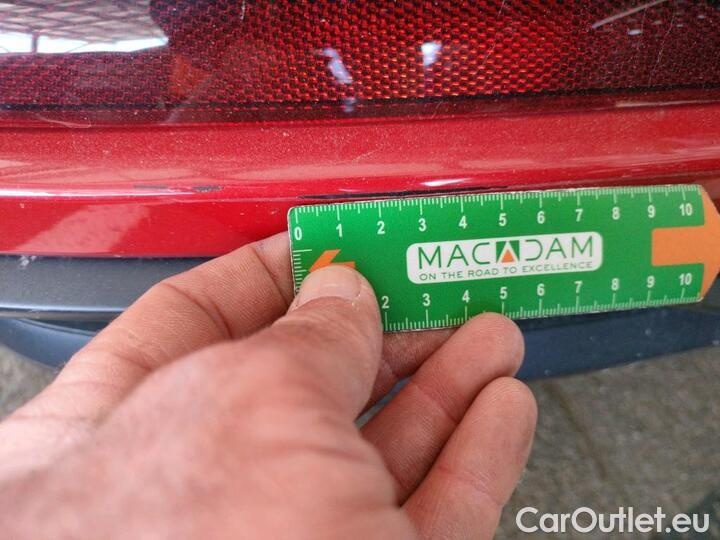 0 1 2 3 4 5 6 7 8 9 10
MACADAM
ON THE ROAD TO EXCELLENCE
2 3 4 5 6 7 8 9 10
CarOutlet.eu